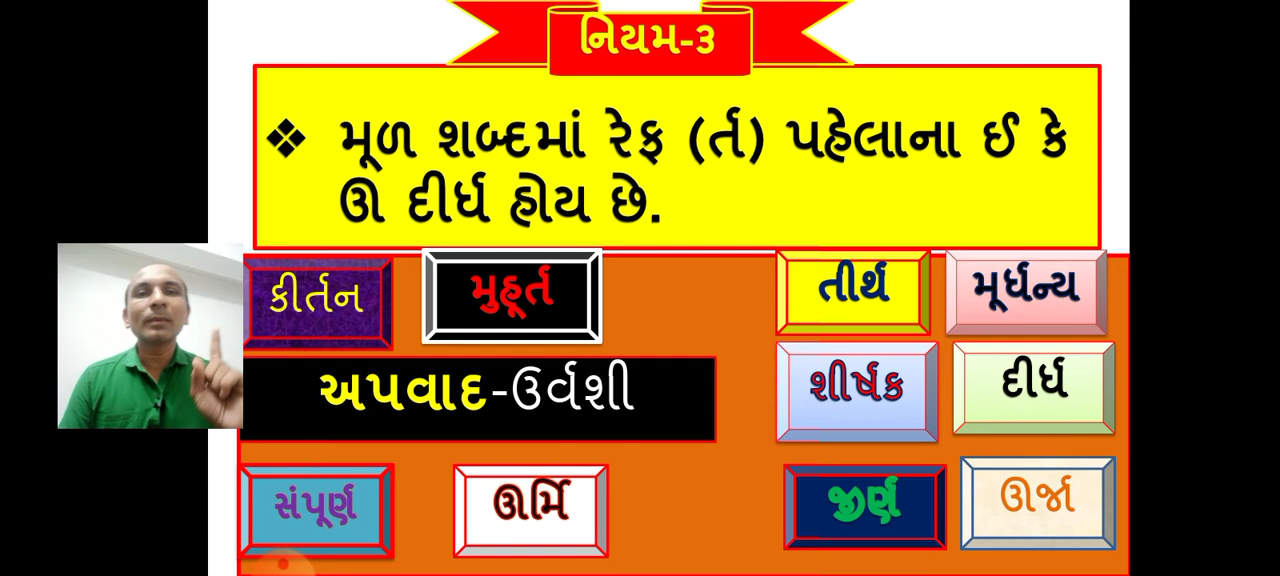 નિયમ-૩
❖ મૂળ શબ્દમાં રેફ (ર્ત) પહેલાના ઈ કે
ઊ દીર્ઘ હોય છે.
કીર્તન મુહૂર્ત તીર્થ મૂર્ધન્ય
અપવાદ-ઉર્વશી શીર્ષક દીર્ઘ
સંપૂર્ણ ઊર્મિ જીર્ણ ઊર્જા